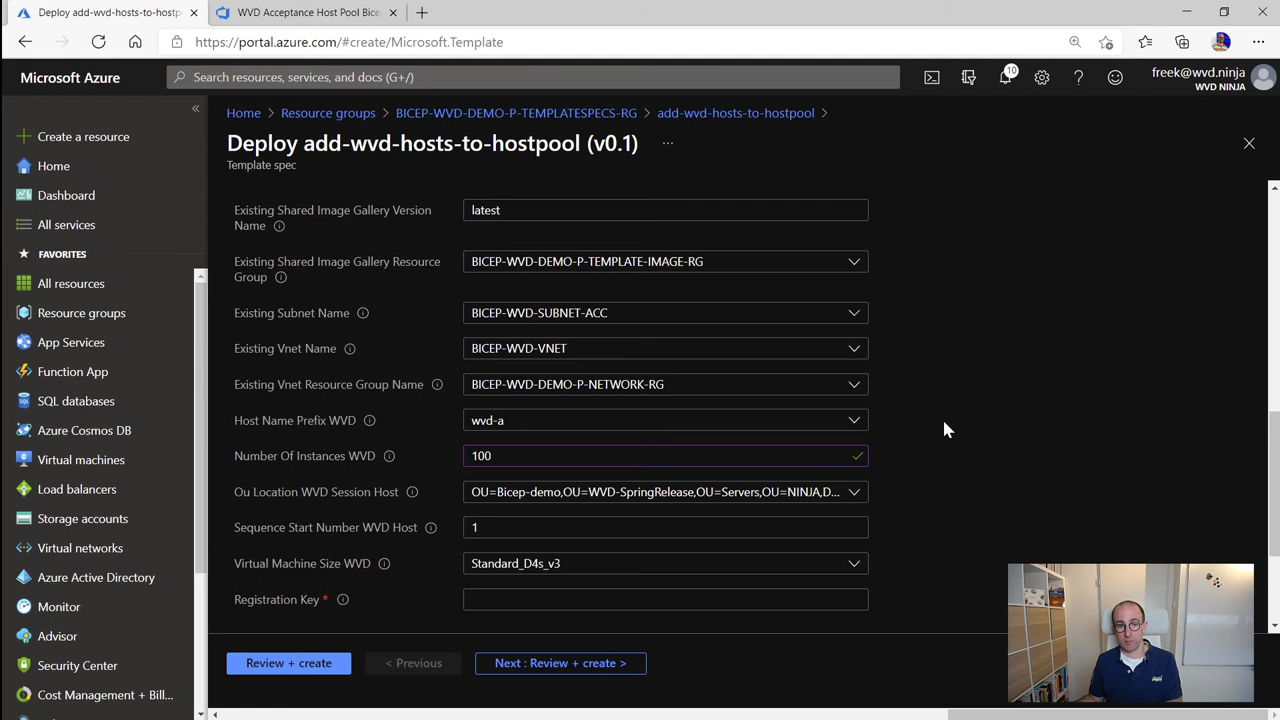 Deploy add-wvd-hosts-to-hostp
WVD Acceptance Host Pool Bice
https://portal.azure.com/#create/Microsoft.Template
Microsoft Azure
Search resources, services, and docs (G+/)
10
freek@wvd.ninja
WVD NINJA
Home
Resource groups
BICEP-WVD-DEMO-P-TEMPLATESPECS-RG
add-wvd-hosts-to-hostpool
Deploy add-wvd-hosts-to-hostpool (v0.1)
Template spec
Create a resource
Home
Dashboard
All services
FAVORITES
All resources
Resource groups
App Services
Function App
SQL databases
Azure Cosmos DB
Virtual machines
Load balancers
Storage accounts
Virtual networks
Azure Active Directory
Monitor
Advisor
Security Center
Cost Management + Bill...
Existing Shared Image Gallery Version
Name
latest
Existing Shared Image Gallery Resource
Group
BICEP-WVD-DEMO-P-TEMPLATE-IMAGE-RG
Existing Subnet Name
BICEP-WVD-SUBNET-ACC
Existing Vnet Name
BICEP-WVD-VNET
Existing Vnet Resource Group Name
BICEP-WVD-DEMO-P-NETWORK-RG
Host Name Prefix WVD
wvd-a
Number Of Instances WVD
100
Ou Location WVD Session Host
OU=Bicep-demo,OU=WVD-SpringRelease,OU=Servers,OU=NINJA,D...
Sequence Start Number WVD Host
1
Virtual Machine Size WVD
Standard_D4s_v3
Registration Key *
Review + create
< Previous
Next : Review + create >